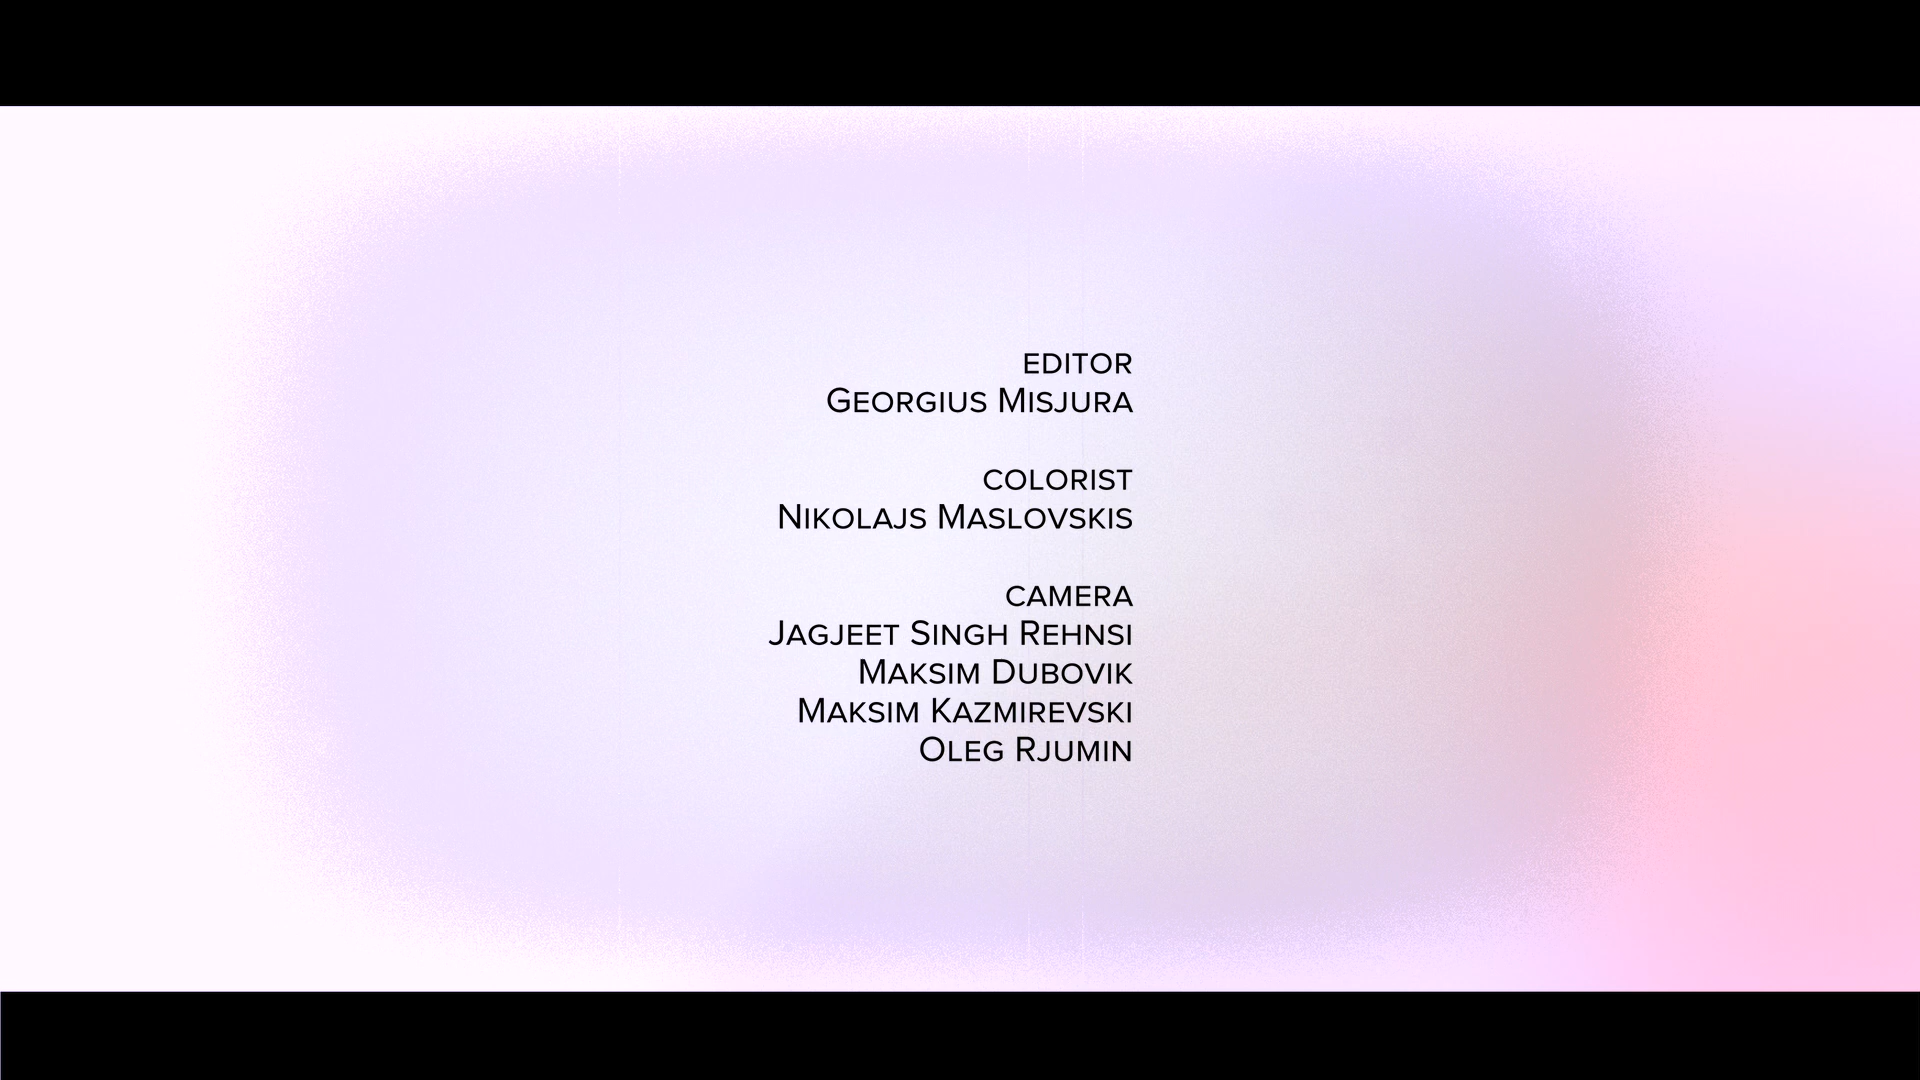 EDITOR
GEORGIUS MISJURA
COLORIST
NIKOLAJS MASLOVSKIS
CAMERA
JAGJEET SINGH REHNSI
MAKSIM DUBOVIK
MAKSIM KAZMIREVSKI
OLEG RJUMIN